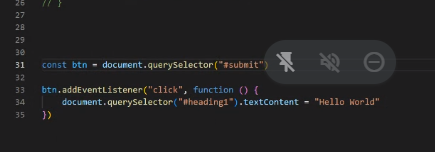 26 // }
27
28
29
30
31 const btn = document.querySelector("#submit")
32
33 btn.addEventListener("click", function () {
34 document.querySelector("#heading1").textContent = "Hello World"
35 })